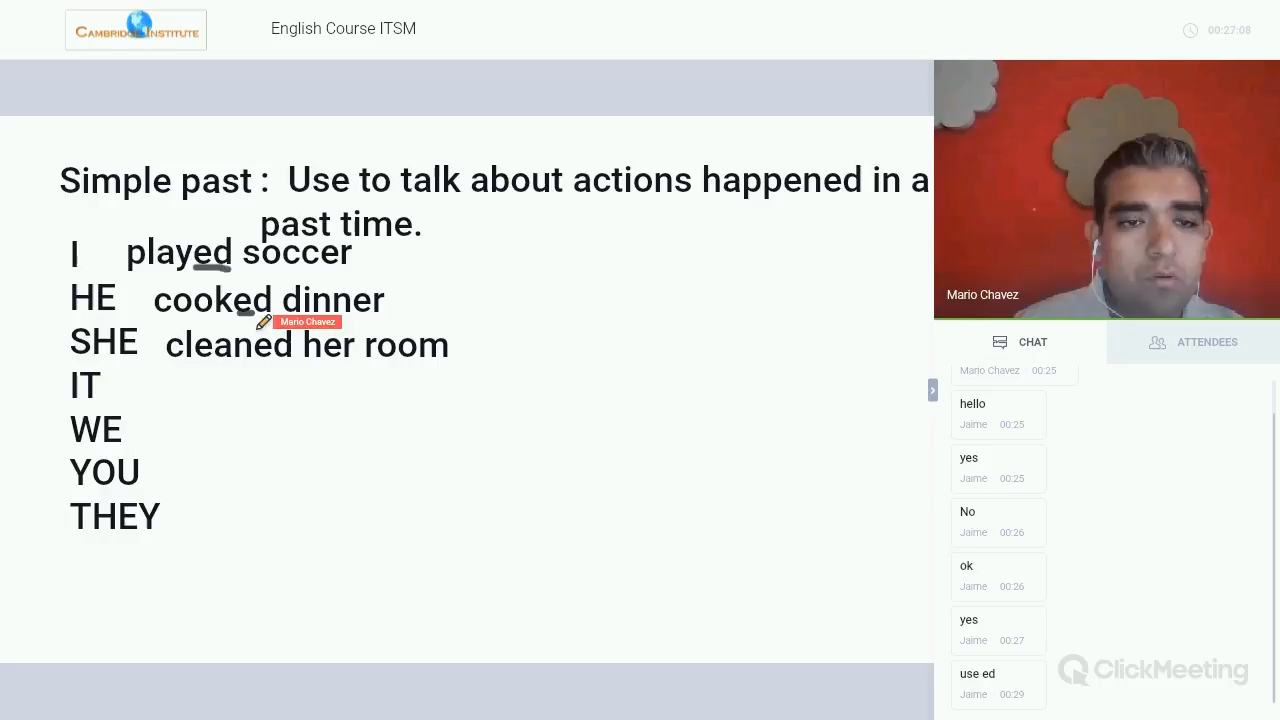 CAMBRIDGE INSTITUTE
English Course ITSM
00:27:08
Simple past : Use to talk about actions happened in a
past time.
I played soccer
HE cooked dinner
Mario Chavez
SHE cleaned her room
IT
WE
YOU
THEY
Mario Chavez
CHAT
ATTENDEES
Mario Chavez 00:25
hello
Jaime 00:25
yes
Jaime 00:25
No
Jaime 00:26
ok
Jaime 00:26
yes
Jaime 00:27
use ed
Jaime 00:29
ClickMeeting